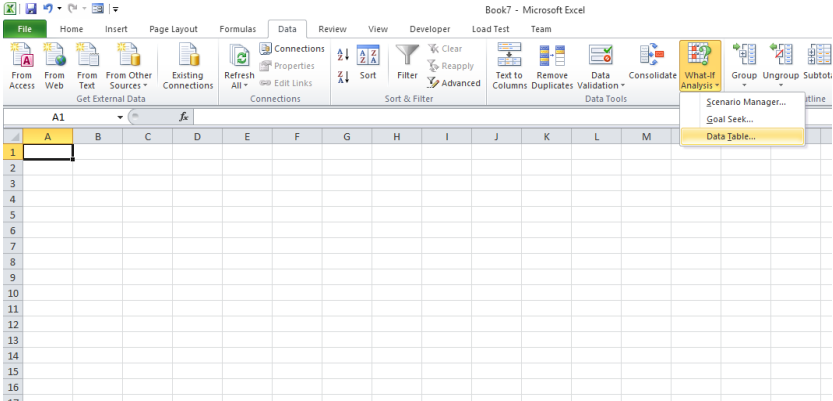 Book7 - Microsoft Excel
File Home Insert Page Layout Formulas Data Review View Developer Load Test Team
From Access
From Web
From Text
From Other Sources
Existing Connections
Get External Data
Refresh All
Connections
Properties
Edit Links
Connections
Sort
Filter
Clear
Reapply
Advanced
Sort & Filter
Text to Columns
Remove Duplicates
Data Validation
Consolidate
What-If Analysis
Data Tools
Group
Ungroup
Scenario Manager...
Goal Seek...
Data Table...
A1 fx
A B C D E F G H I J K L M
1
2
3
4
5
6
7
8
9
10
11
12
13
14
15
16